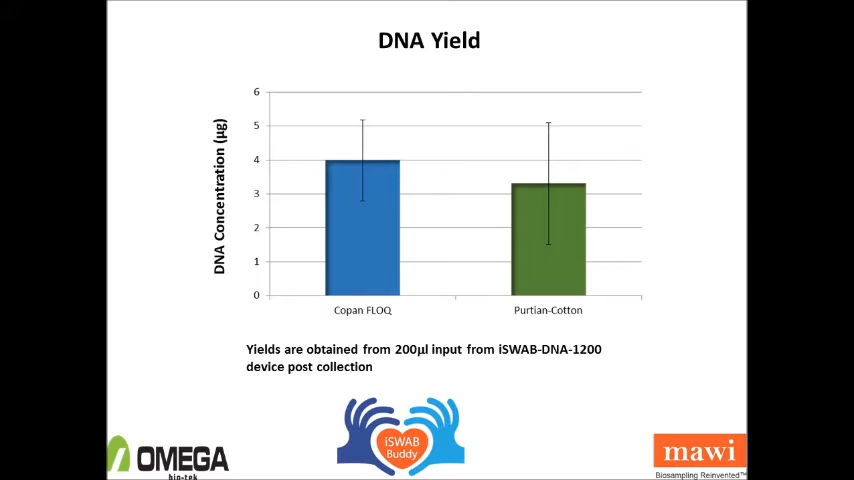 DNA Yield
DNA Concentration (µg)
6
5
4
3
2
1
0
Copan FLOQ
Purtian-Cotton
Yields are obtained from 200µl input from iSWAB-DNA-1200
device post collection
OMEGA
bio-tek
iSWAB
Buddy
mawi
Biosampling Reinvented™